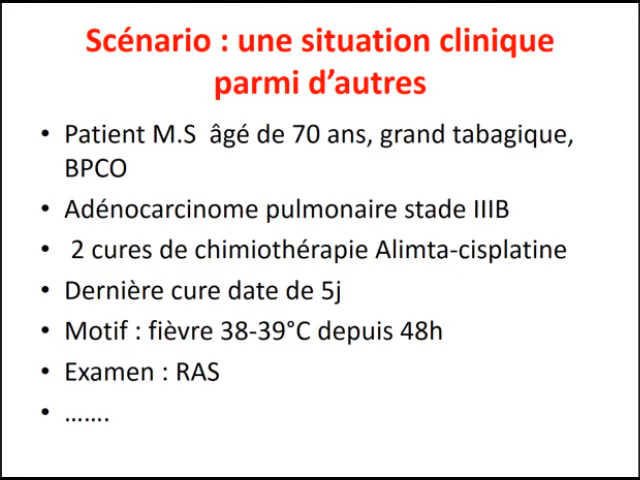 Scénario : une situation clinique
parmi d’autres
• Patient M.S  âgé de 70 ans, grand tabagique,
BPCO
• Adénocarcinome pulmonaire stade IIIB
•  2 cures de chimiothérapie Alimta-cisplatine
• Dernière cure date de 5j
• Motif : fièvre 38-39°C depuis 48h
• Examen : RAS
• …….